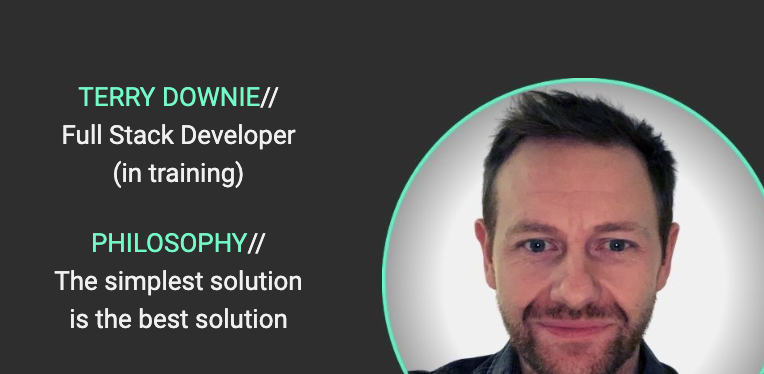 TERRY DOWNIE//
Full Stack Developer
(in training)
PHILOSOPHY//
The simplest solution
is the best solution